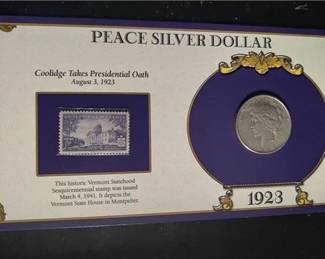 PEACE SILVER DOLLAR
Coolidge Takes Presidential Oath
August 3, 1923
This historic Vermont Statehood
Sesquicentennial stamp was issued
March 4, 1941. It depicts the
Vermont State House in Montpelier.
1923